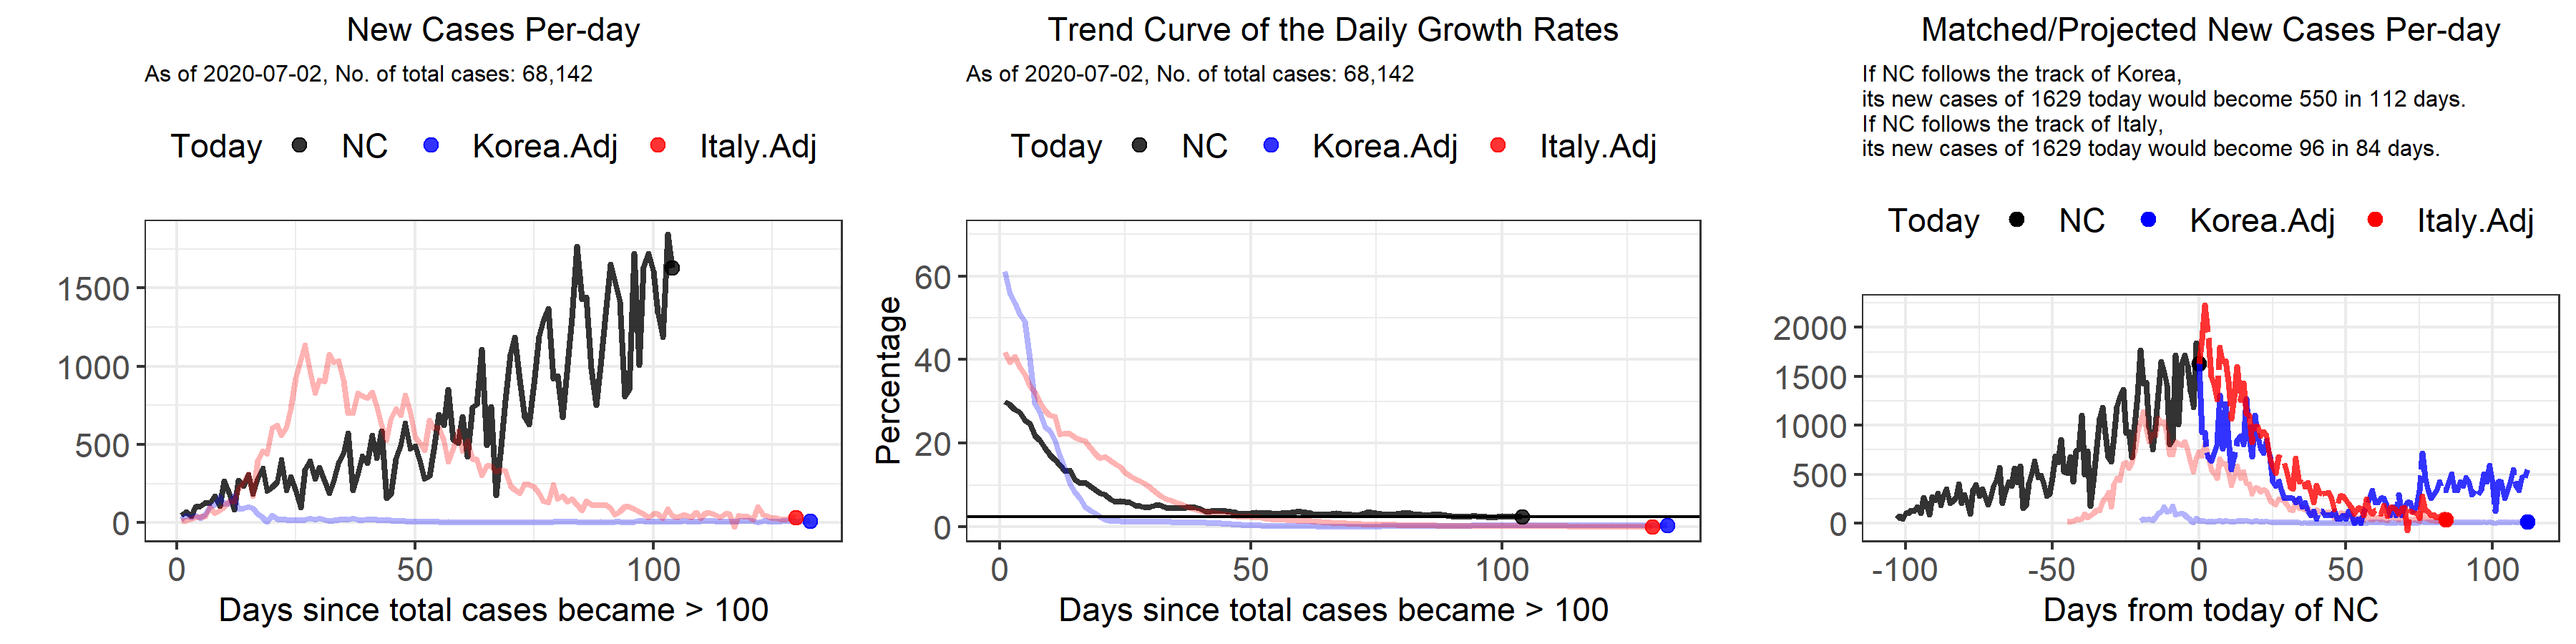 New Cases Per-day
As of 2020-07-02, No. of total cases: 68,142
Today NC Korea.Adj Italy.Adj
1500
1000
500
0
0 50 100
Days since total cases became > 100
Trend Curve of the Daily Growth Rates
As of 2020-07-02, No. of total cases: 68,142
Today NC Korea.Adj Italy.Adj
Percentage
60
40
20
0
0 50 100
Days since total cases became > 100
Matched/Projected New Cases Per-day
If NC follows the track of Korea,
its new cases of 1629 today would become 550 in 112 days.
If NC follows the track of Italy,
its new cases of 1629 today would become 96 in 84 days.
Today NC Korea.Adj Italy.Adj
2000
1500
1000
500
0
-100 -50 0 50 100
Days from today of NC